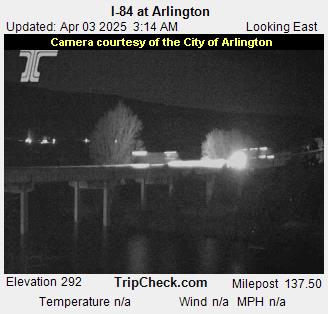 I-84 at Arlington
Updated: Apr 03 2025 3:14 AM Looking East
Camera courtesy of the City of Arlington
Elevation 292 TripCheck.com Milepost 137.50
Temperature n/a Wind n/a MPH n/a